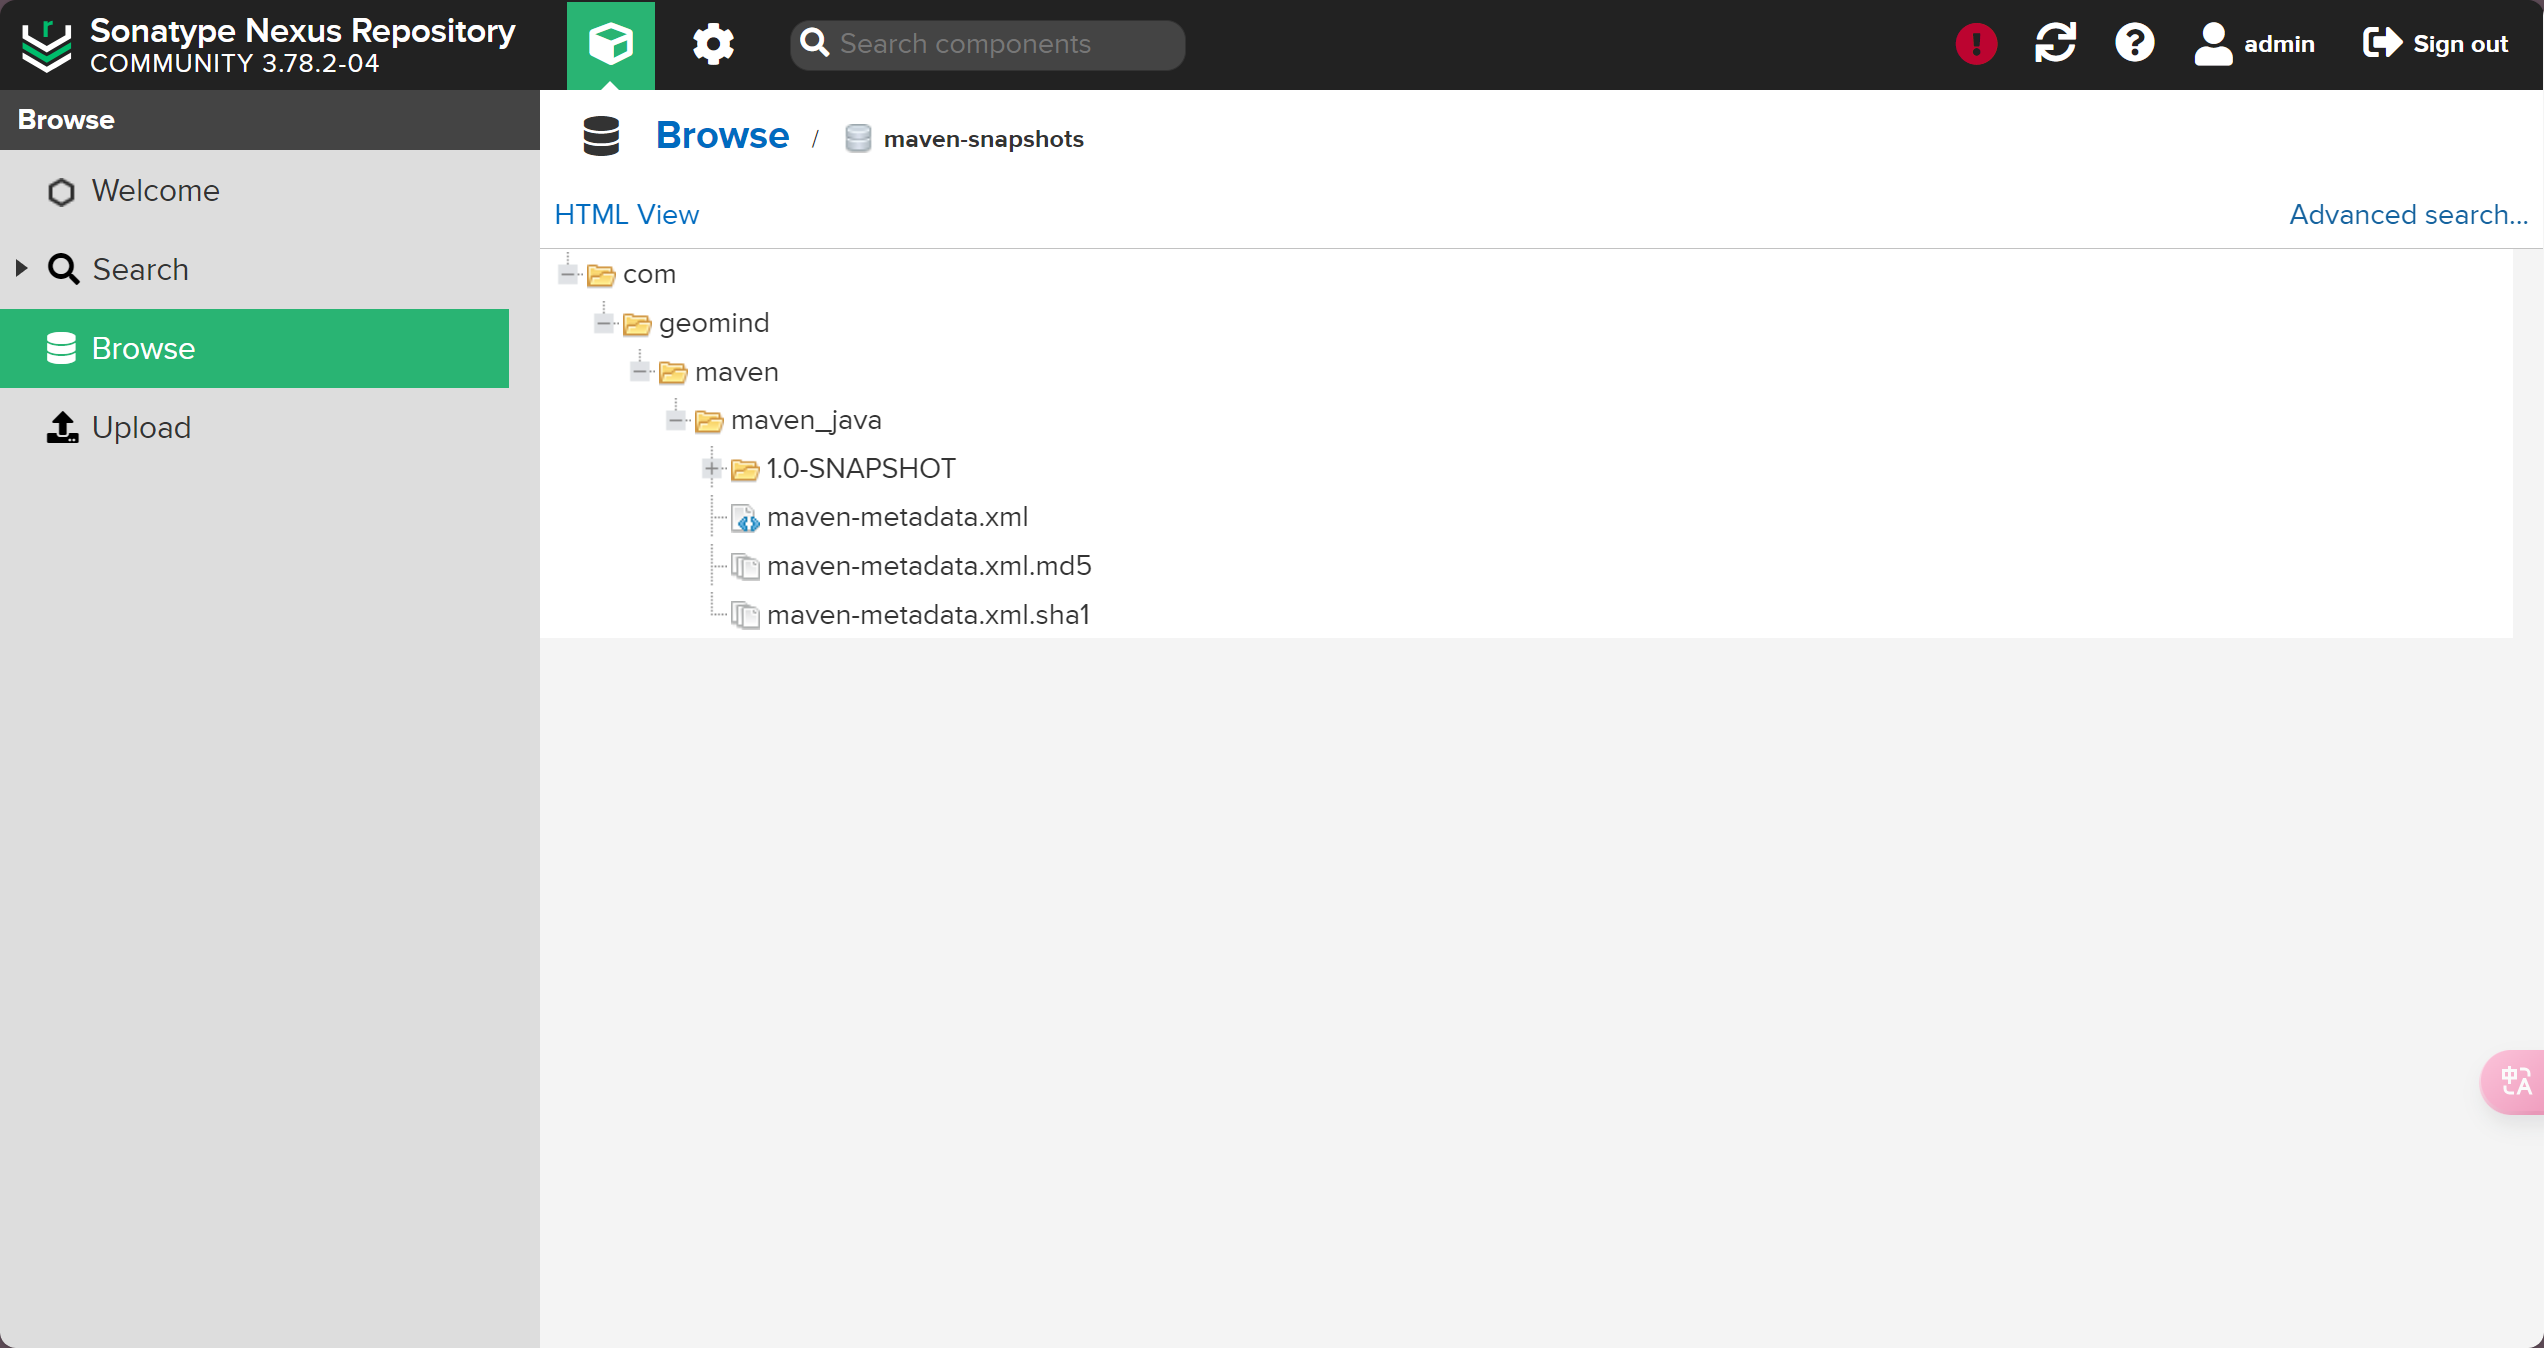 Sonatype Nexus Repository
COMMUNITY 3.78.2-04
Search components
admin
Sign out
Browse
Welcome
Search
Browse
Upload
Browse / maven-snapshots
HTML View
Advanced search...
com
geomind
maven
maven_java
1.0-SNAPSHOT
maven-metadata.xml
maven-metadata.xml.md5
maven-metadata.xml.sha1
中A